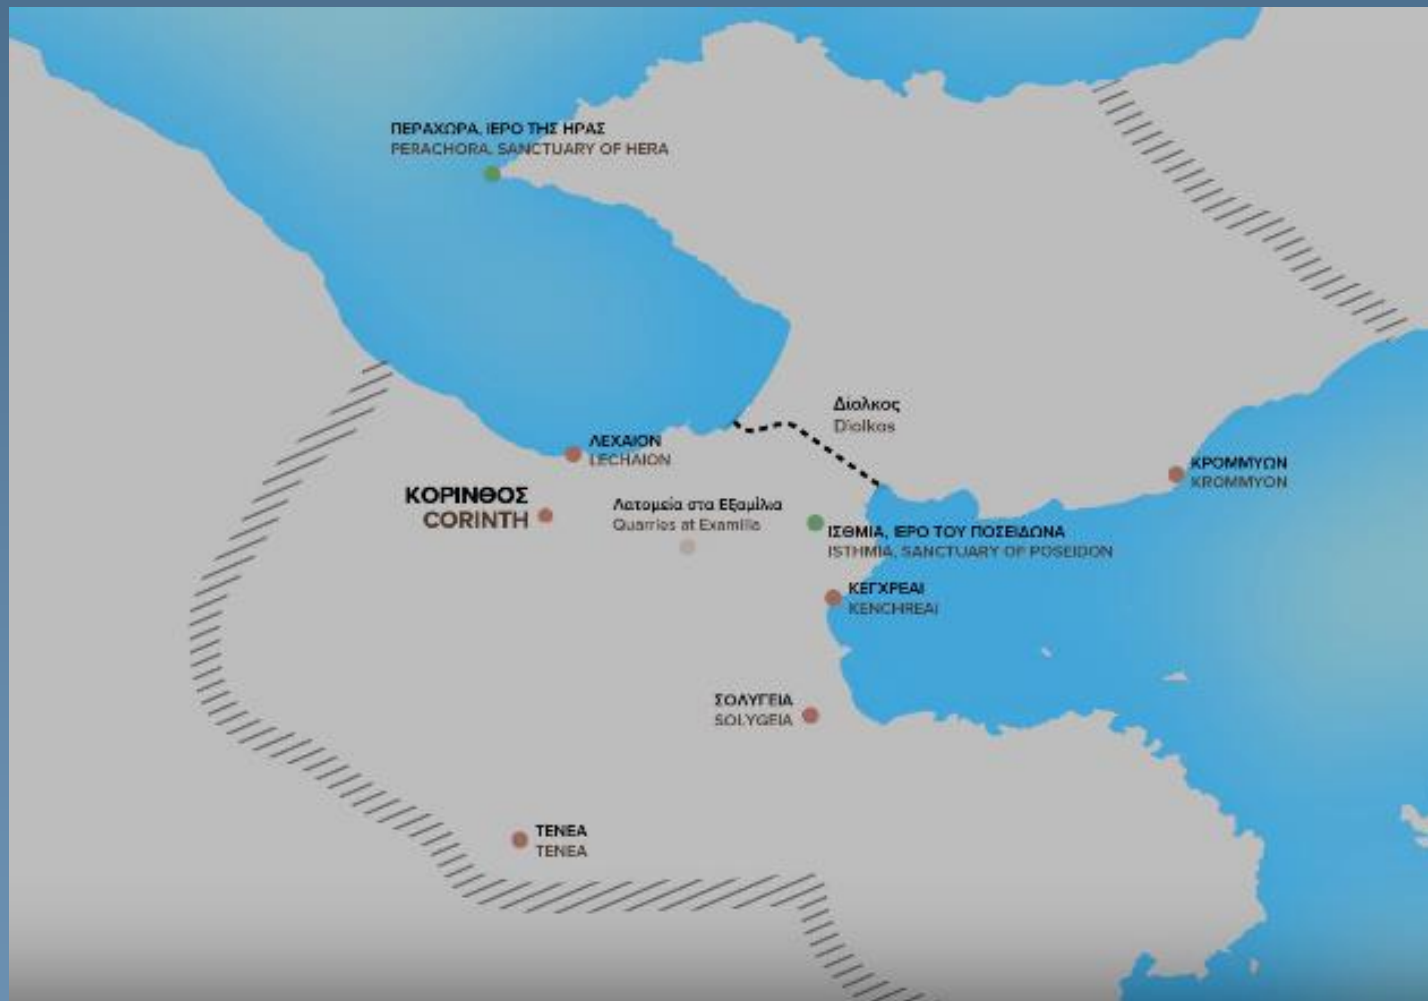 ΠΕΡΑΧΩΡΑ, ΙΕΡΟ ΤΗΣ ΗΡΑΣ
PERACHORA, SANCTUARY OF HERA
Δίολκος
Diolkos
ΛΕΧΑΙΟΝ
LECHAION
ΚΡΟΜΜΥΩΝ
KROMMYON
ΚΟΡΙΝΘΟΣ
CORINTH
Λατομεία στα Εξαμίλια
Quarries at Examilia
ΙΣΘΜΙΑ, ΙΕΡΟ ΤΟΥ ΠΟΣΕΙΔΩΝΑ
ISTHMIA, SANCTUARY OF POSEIDON
ΚΕΓΧΡΕΑΙ
KENCHREAI
ΣΟΛΥΓΕΙΑ
SOLYGEIA
ΤΕΝΕΑ
TENEA